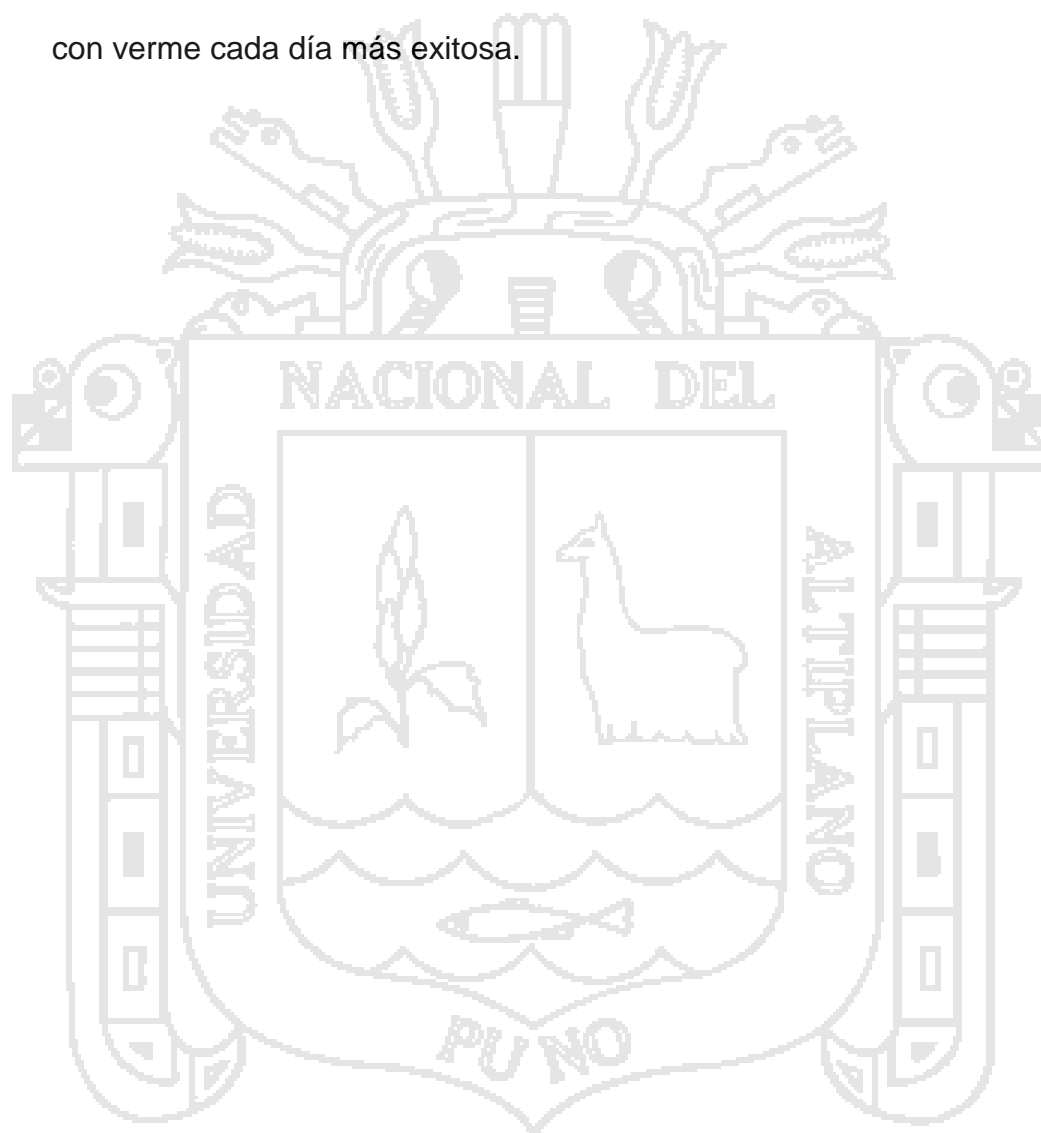 con verme cada día más exitosa.
NACIONAL DEL
UNIVERSIDAD
ALTIPLANO
PUNO